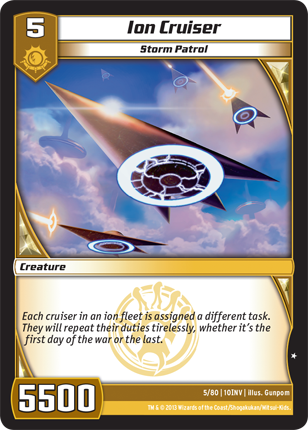 5
Ion Cruiser
Storm Patrol
Creature
Each cruiser in an ion fleet is assigned a different task.
They will repeat their duties tirelessly, whether it's the
first day of the war or the last.
5500
5/80 | 10INV | illus. Gunpom
TM & © 2013 Wizards of the Coast/Shogakukan/Mitsui-Kids.